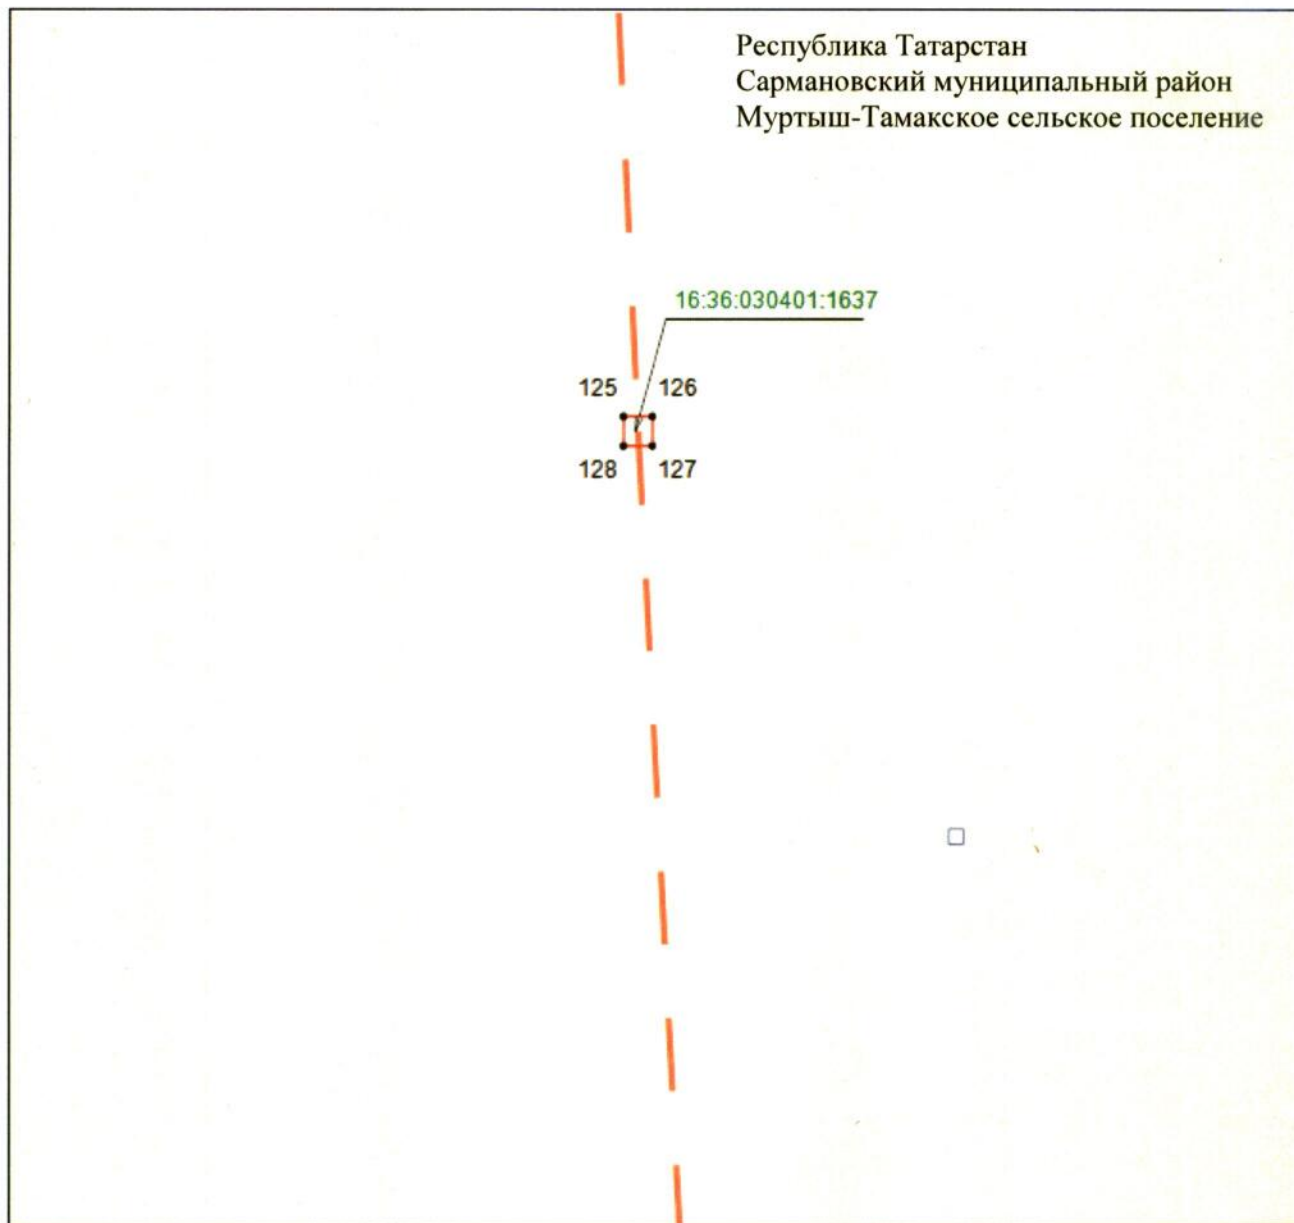 Республика Татарстан
Сармановский муниципальный район
Муртыш-Тамакское сельское поселение
16:36:030401:1637
125 126
128 127